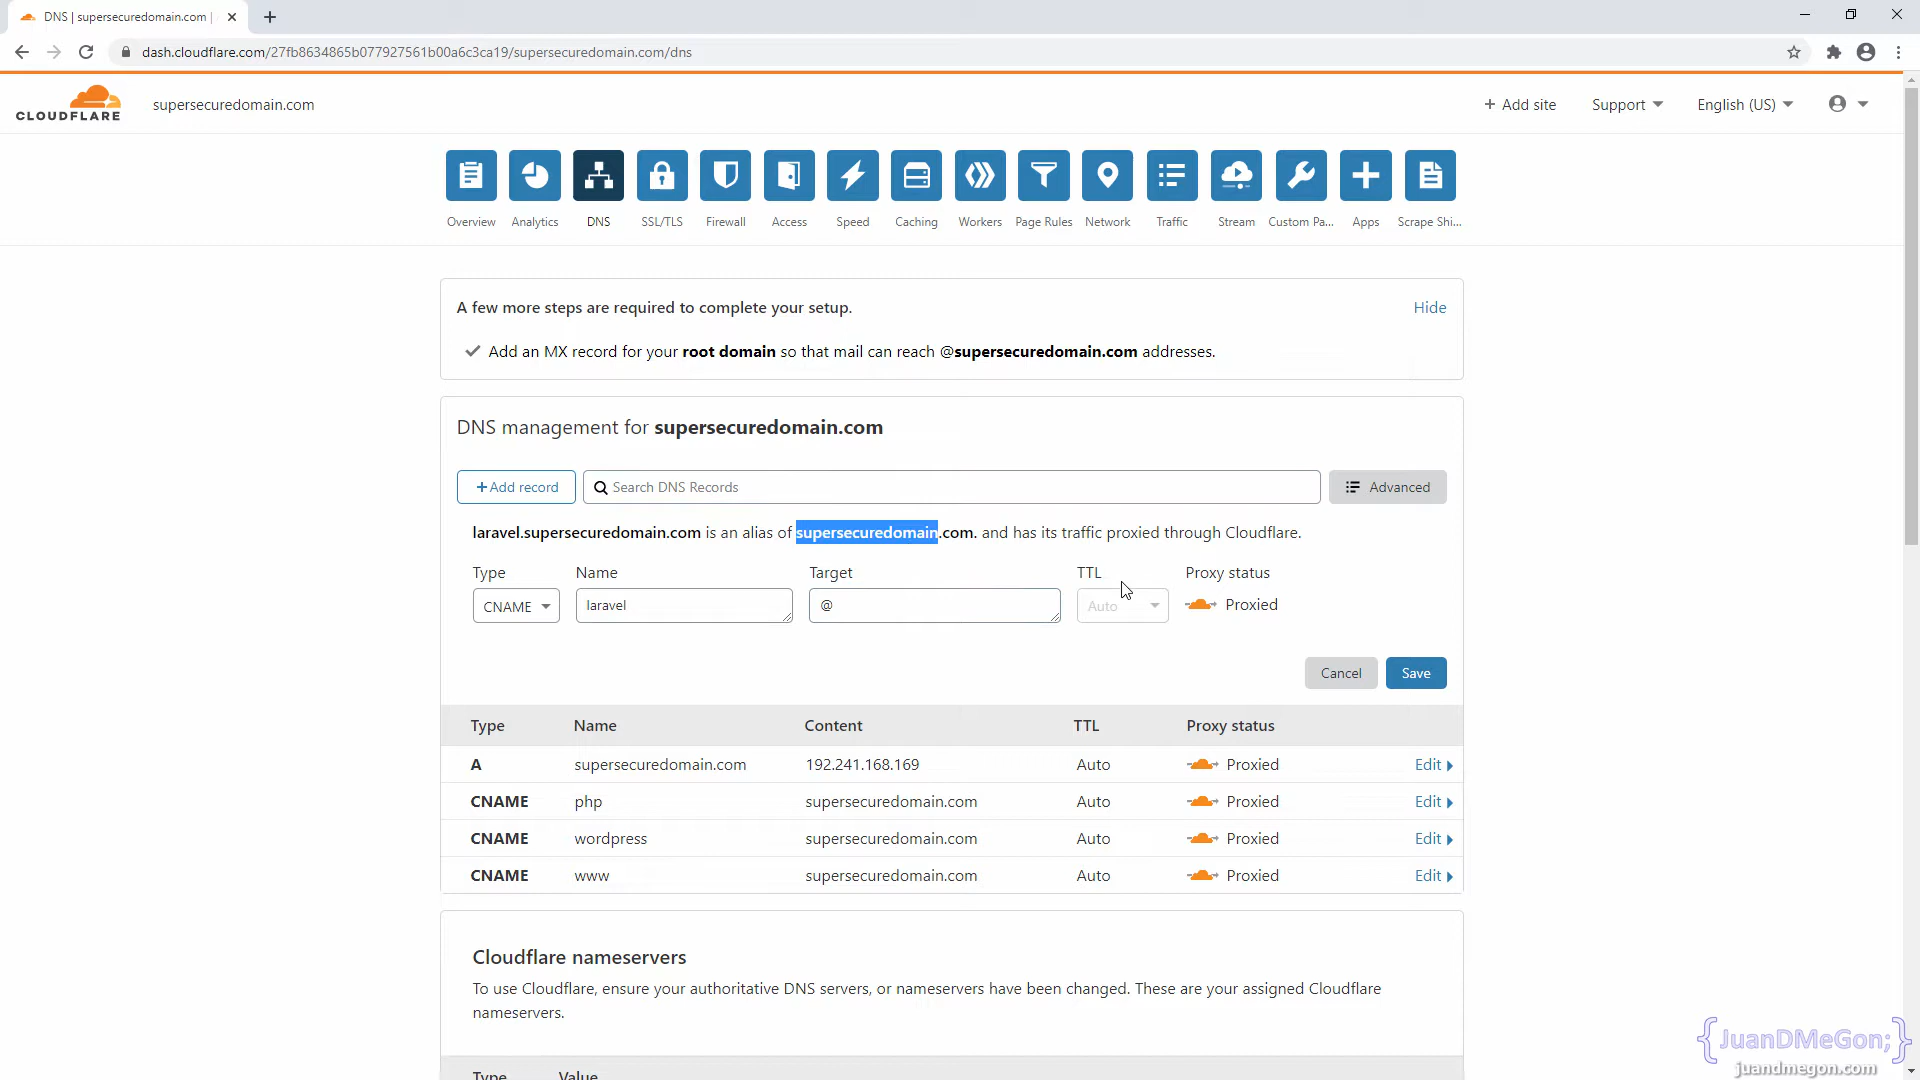 DNS | supersecuredomain.com |
dash.cloudflare.com/27fb8634865b077927561b00a6c3ca19/supersecuredomain.com/dns
CLOUDFLARE
supersecuredomain.com
+ Add site
Support
English (US)
Overview
Analytics
DNS
SSL/TLS
Firewall
Access
Speed
Caching
Workers
Page Rules
Network
Traffic
Stream
Custom Pa...
Apps
Scrape Shi...
A few more steps are required to complete your setup.
Hide
Add an MX record for your root domain so that mail can reach @supersecuredomain.com addresses.
DNS management for supersecuredomain.com
+Add record
Search DNS Records
Advanced
laravel.supersecuredomain.com is an alias of supersecuredomain.com. and has its traffic proxied through Cloudflare.
Type Name Target TTL Proxy status
CNAME laravel @ Auto Proxied
Cancel
Save
Type Name Content TTL Proxy status
A supersecuredomain.com 192.241.168.169 Auto Proxied Edit
CNAME php supersecuredomain.com Auto Proxied Edit
CNAME wordpress supersecuredomain.com Auto Proxied Edit
CNAME www supersecuredomain.com Auto Proxied Edit
Cloudflare nameservers
To use Cloudflare, ensure your authoritative DNS servers, or nameservers have been changed. These are your assigned Cloudflare
nameservers.
Type Value
{JuanDMeGon;}
juandmegon.com